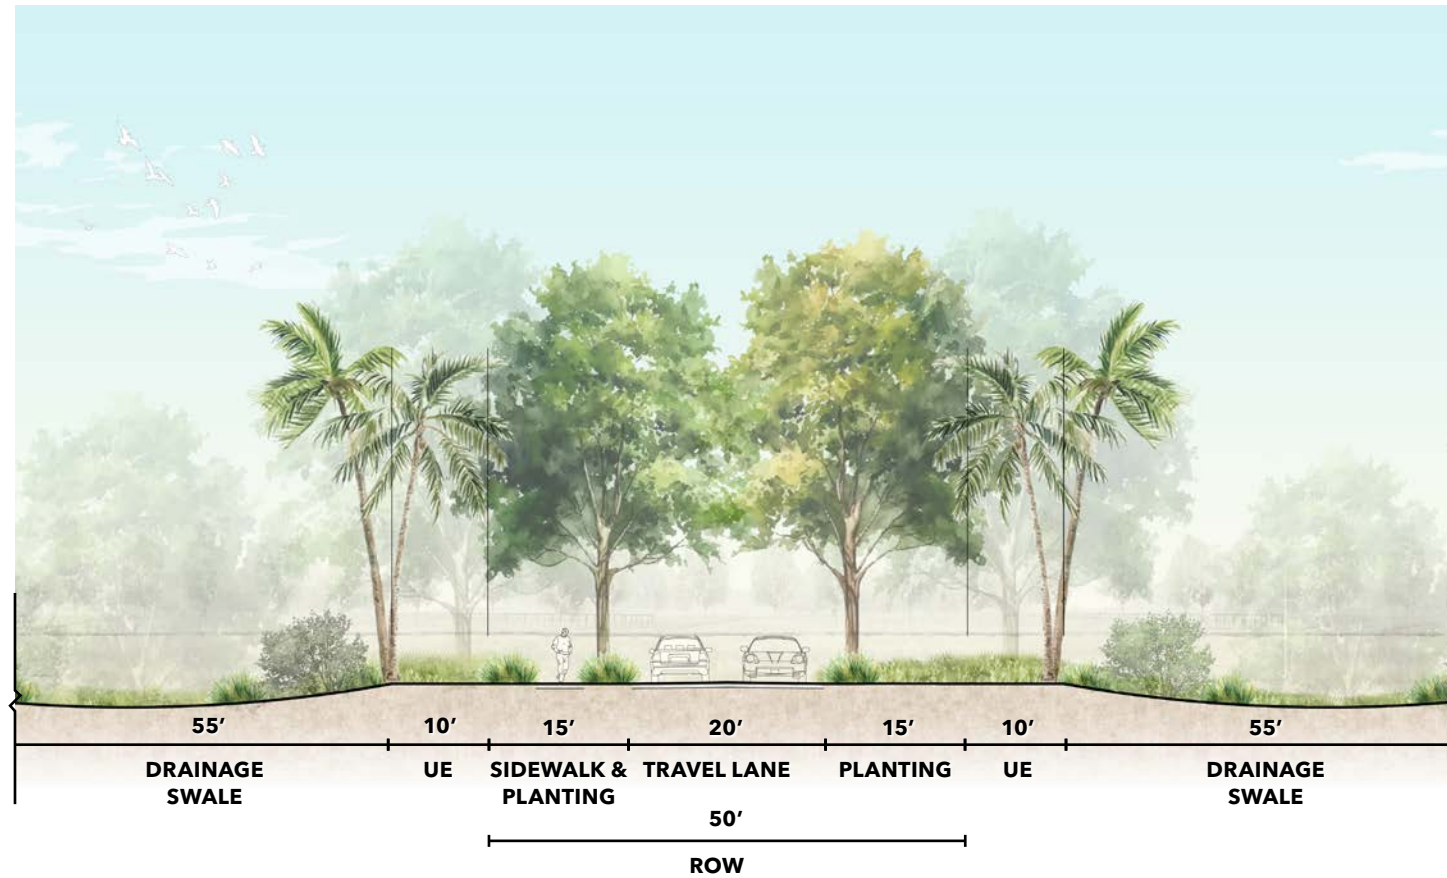 55’ 10’ 15’ 20’ 15’ 10’ 55’
DRAINAGE SWALE
UE
SIDEWALK & PLANTING
TRAVEL LANE
PLANTING
UE
DRAINAGE SWALE
50’
ROW